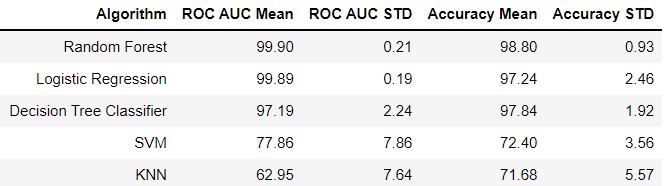 Algorithm ROC AUC Mean ROC AUC STD Accuracy Mean Accuracy STD
Random Forest 99.90 0.21 98.80 0.93
Logistic Regression 99.89 0.19 97.24 2.46
Decision Tree Classifier 97.19 2.24 97.84 1.92
SVM 77.86 7.86 72.40 3.56
KNN 62.95 7.64 71.68 5.57